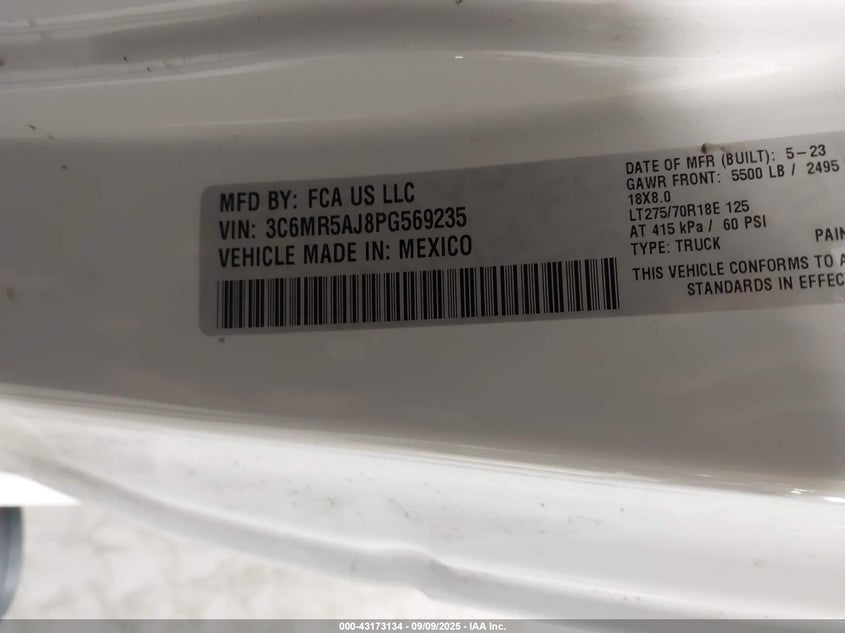 MFD BY: FCA US LLC
VIN: 3C6MR5AJ8PG569235
VEHICLE MADE IN: MEXICO
DATE OF MFR (BUILT): 5-23
GAWR FRONT: 5500 LB / 2495
18X8.0
LT275/70R18E 125
AT 415 kPa / 60 PSI
TYPE: TRUCK
PAIN
THIS VEHICLE CONFORMS TO A
STANDARDS IN EFFEC
000-43173134 - 09/09/2025 - IAA Inc.